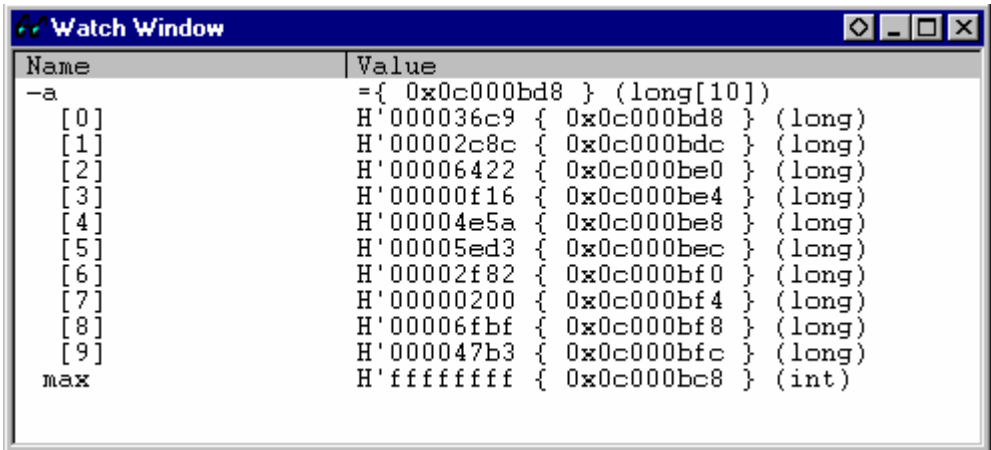 Watch Window
Name Value
-a ={ 0x0c000bd8 } (long[10])
[0] H'000036c9 { 0x0c000bd8 } (long)
[1] H'00002c8c { 0x0c000bdc } (long)
[2] H'00006422 { 0x0c000be0 } (long)
[3] H'00000f16 { 0x0c000be4 } (long)
[4] H'00004e5a { 0x0c000be8 } (long)
[5] H'00005ed3 { 0x0c000bec } (long)
[6] H'00002f82 { 0x0c000bf0 } (long)
[7] H'00000200 { 0x0c000bf4 } (long)
[8] H'00006fbf { 0x0c000bf8 } (long)
[9] H'000047b3 { 0x0c000bfc } (long)
max H'ffffffff { 0x0c000bc8 } (int)